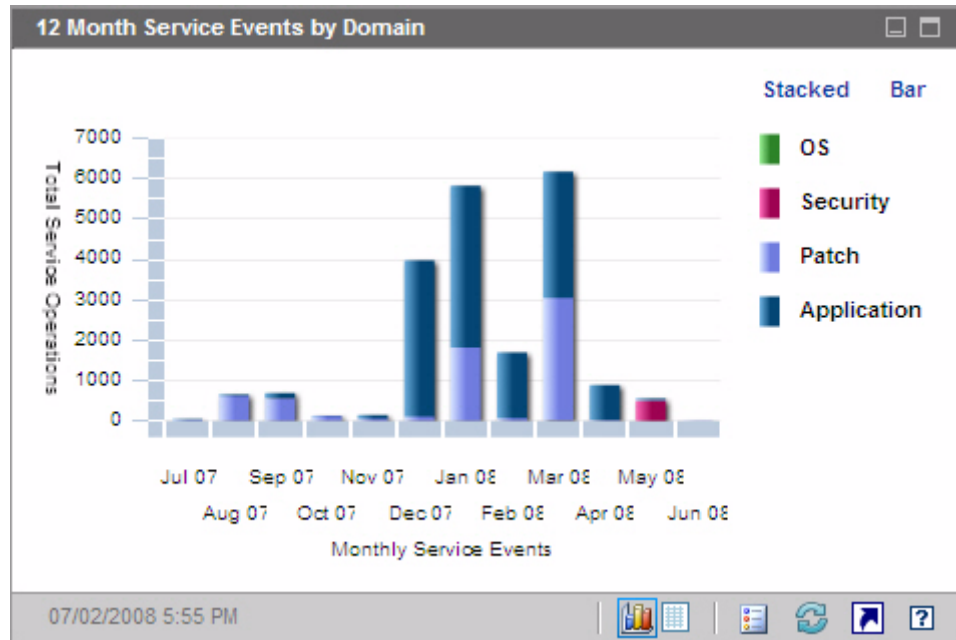 12 Month Service Events by Domain
Stacked Bar
OS
Security
Patch
Application
Total Service Operations
7000
6000
5000
4000
3000
2000
1000
0
Jul 07 Sep 07 Nov 07 Jan 08 Mar 08 May 08
Aug 07 Oct 07 Dec 07 Feb 08 Apr 08 Jun 08
Monthly Service Events
07/02/2008 5:55 PM
?